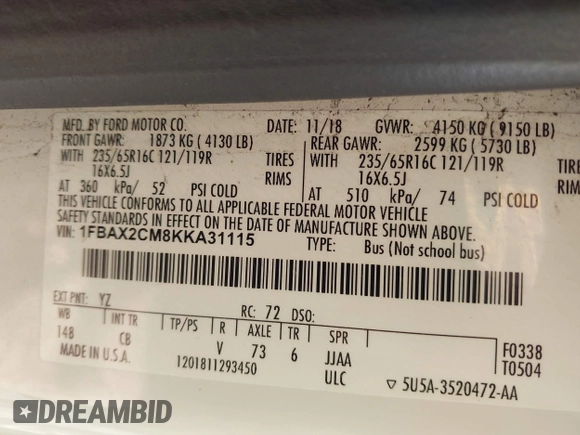 MFD. BY FORD MOTOR CO.
DATE: 11/18 GVWR: 4150 KG ( 9150 LB)
FRONT GAWR: 1873 KG ( 4130 LB)
REAR GAWR: 2599 KG ( 5730 LB)
WITH 235/65R16C 121/119R TIRES
WITH 235/65R16C 121/119R TIRES
16X6.5J RIMS
16X6.5J RIMS
AT 360 kPa/ 52 PSI COLD
AT 510 kPa/ 74 PSI COLD
THIS VEHICLE CONFORMS TO ALL APPLICABLE FEDERAL MOTOR VEHICLE
SAFETY STANDARDS IN EFFECT ON THE DATE OF MANUFACTURE SHOWN ABOVE.
VIN: 1FBAX2CM8KKA31115
TYPE: Bus (Not school bus)
EXT PNT: YZ RC: 72 DSO:
WB INT TR TP/PS R AXLE TR SPR
148 CB V 73 6 JJAA
F0338
T0504
MADE IN U.S.A. 1201811293450 ULC
▽ 5U5A-3520472-AA
DREAMBID